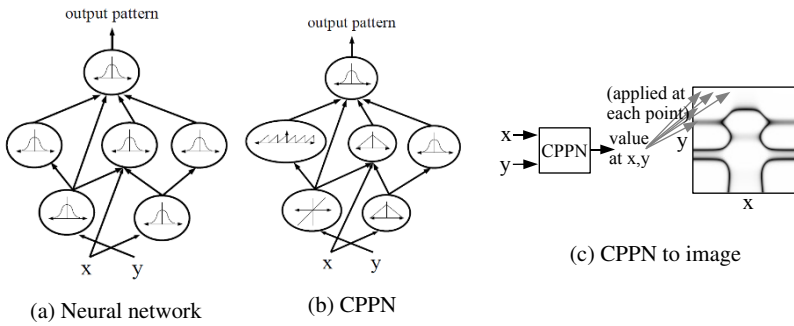 output pattern
x y
(a) Neural network
output pattern
x y
(b) CPPN
x
y
CPPN
value
at x,y
(applied at
each point)
y
x
(c) CPPN to image